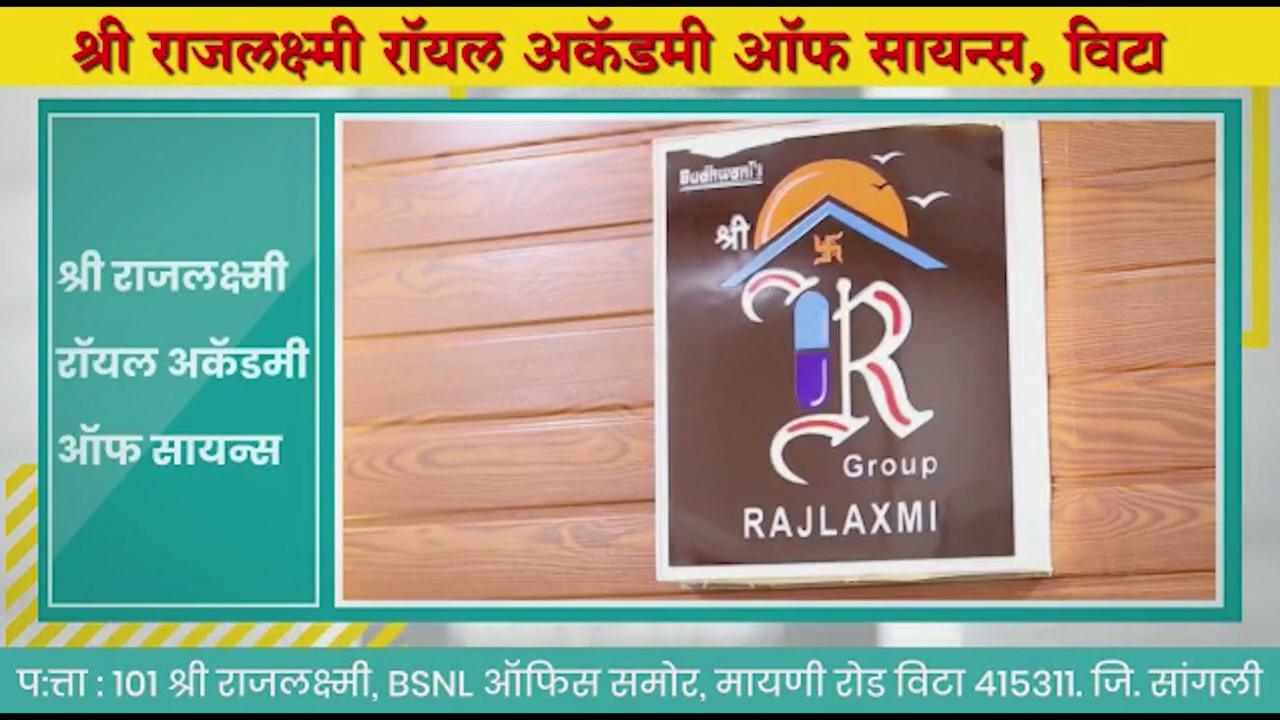 श्री राजलक्ष्मी रॉयल अकॅडमी ऑफ सायन्स, विटा
श्री राजलक्ष्मी
रॉयल अकॅडमी
ऑफ सायन्स
Budhwani's
श्री
R
Group
RAJLAXMI
प:त्ता : 101 श्री राजलक्ष्मी, BSNL ऑफिस समोर, मायणी रोड विटा 415311. जि. सांगली